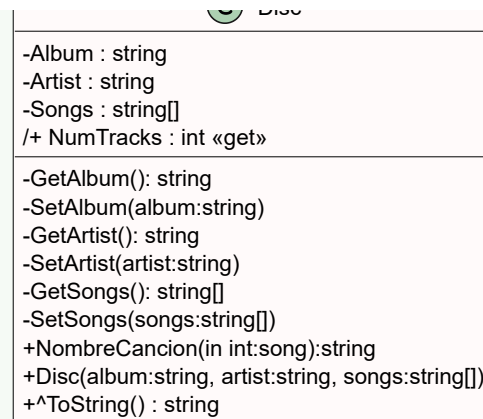 C Disc
-Album : string
-Artist : string
-Songs : string[]
/+ NumTracks : int «get»
-GetAlbum(): string
-SetAlbum(album:string)
-GetArtist(): string
-SetArtist(artist:string)
-GetSongs(): string[]
-SetSongs(songs:string[])
+NombreCancion(in int:song):string
+Disc(album:string, artist:string, songs:string[])
+^ToString() : string